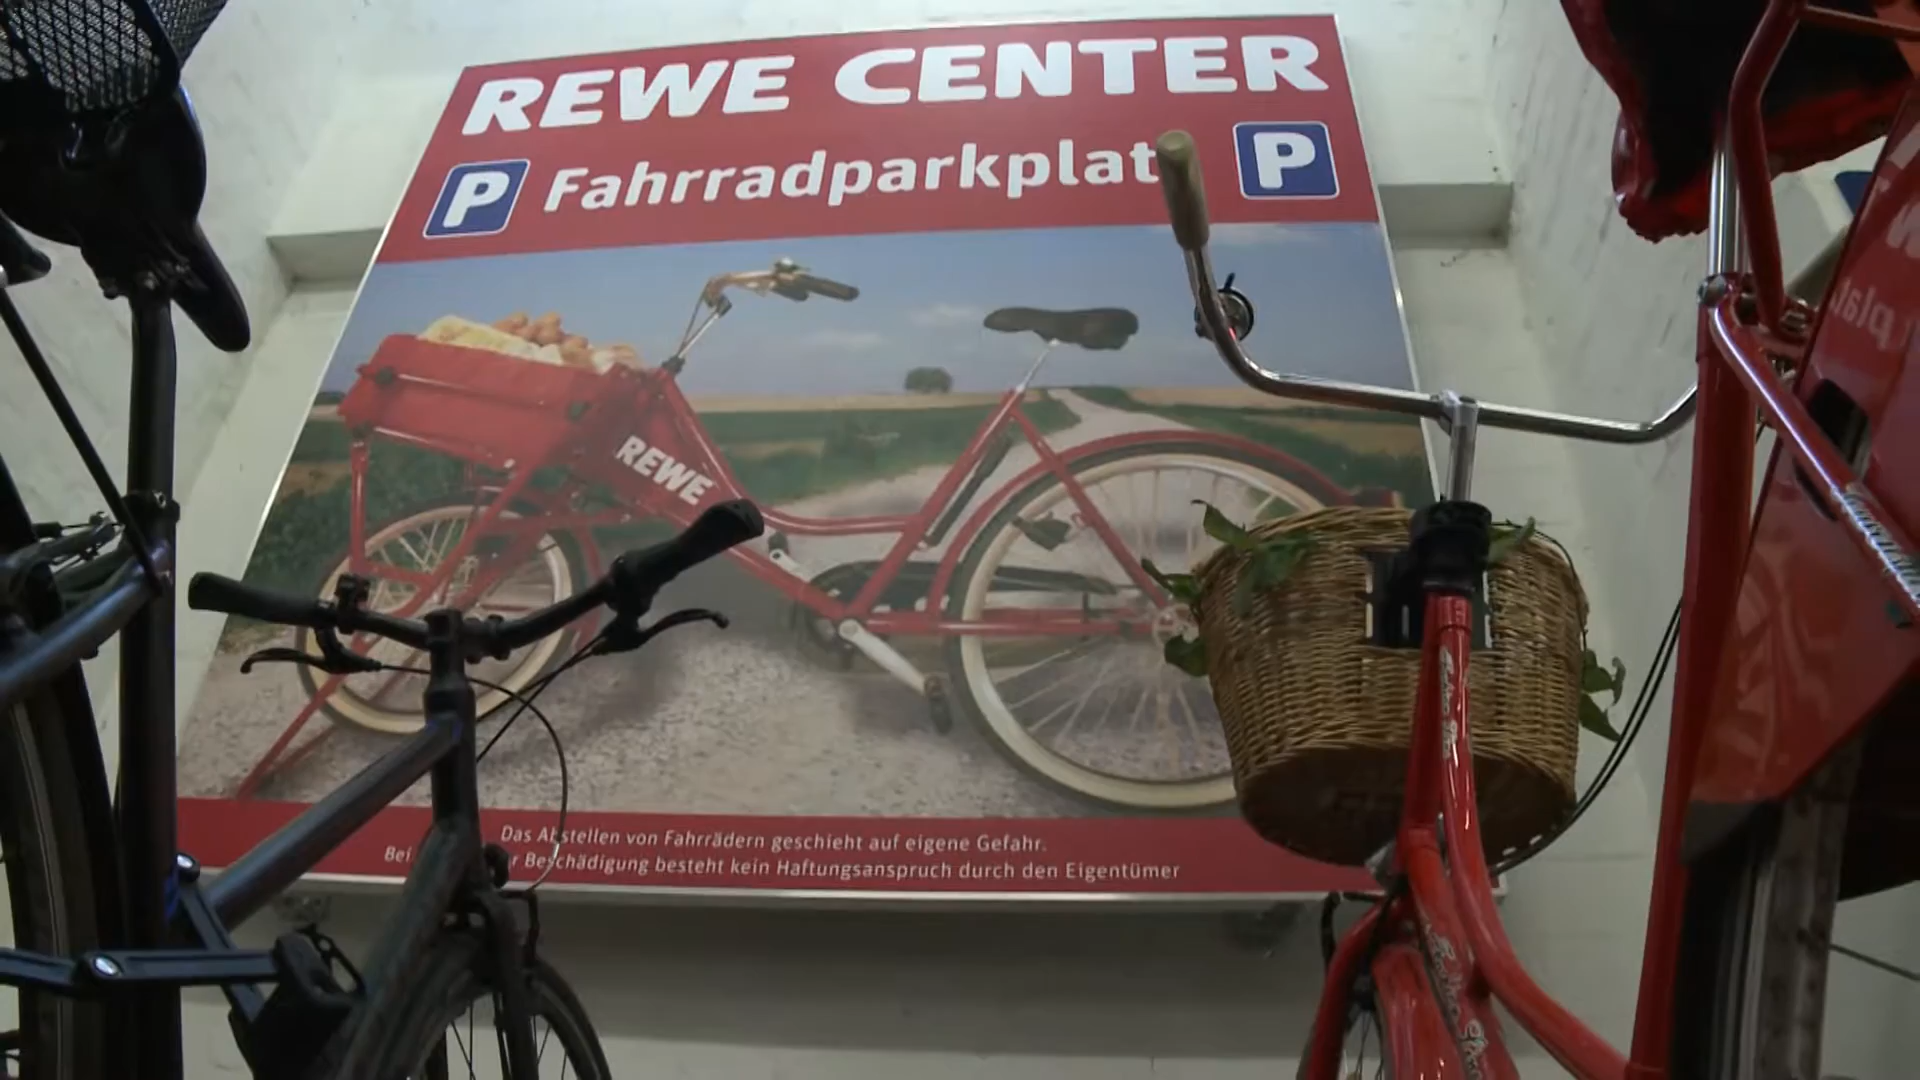 REWE CENTER
P Fahrradparkplat P
REWE
Das Abstellen von Fahrrädern geschieht auf eigene Gefahr.
Bei r Beschädigung besteht kein Haftungsanspruch durch den Eigentümer